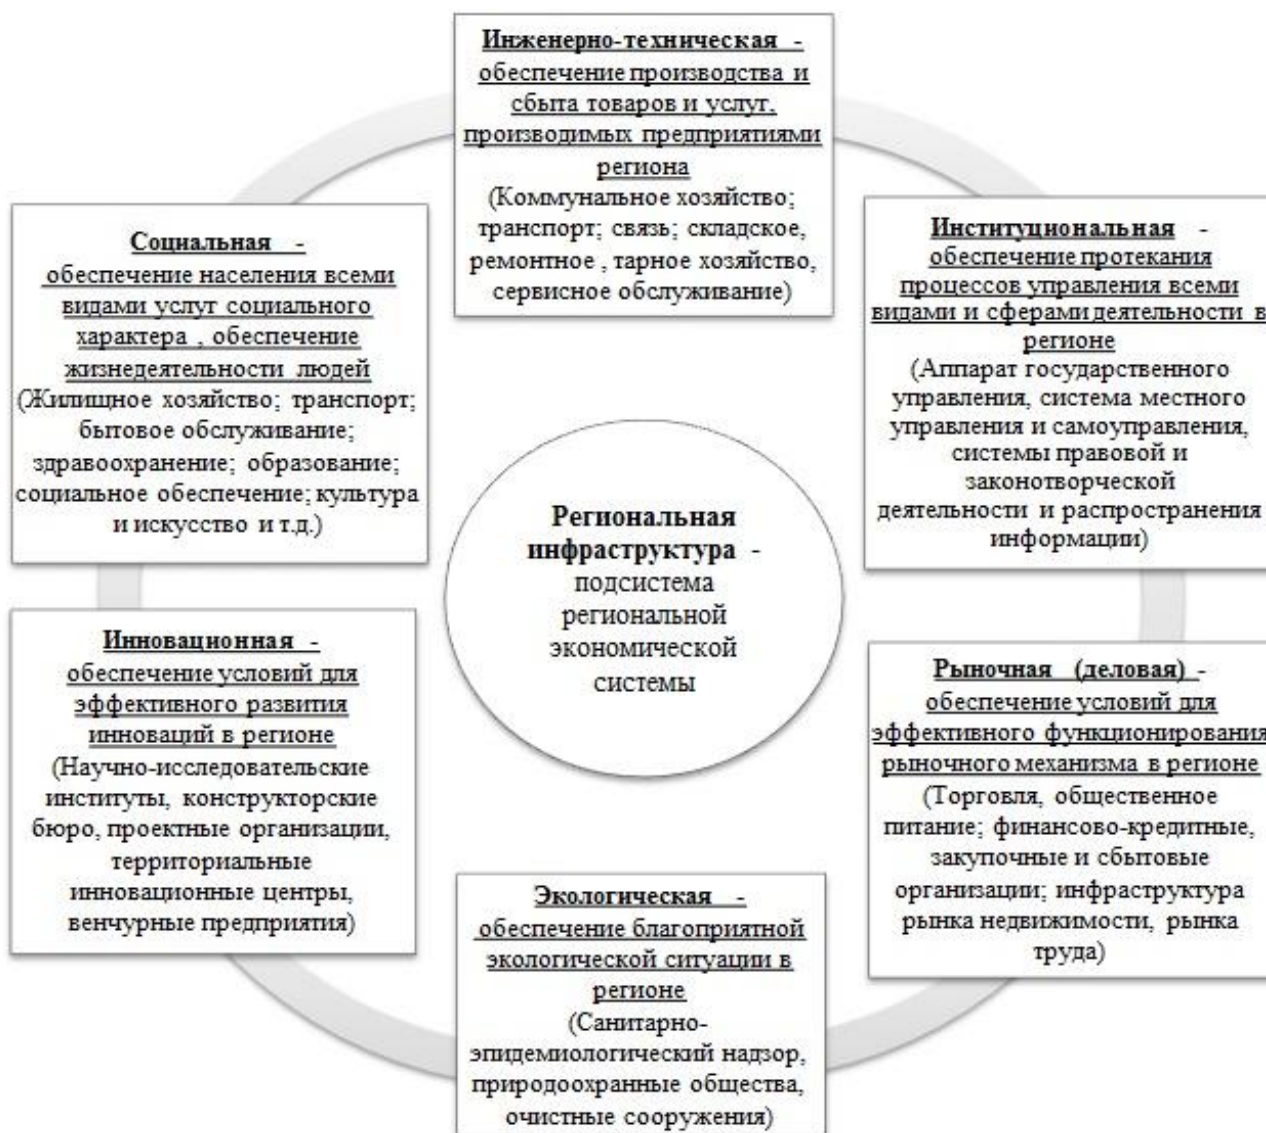 Инженерно-техническая -
обеспечение производства и
сбыта товаров и услуг,
производимых предприятиями
региона
(Коммунальное хозяйство;
транспорт; связь; складское,
ремонтное , тарное хозяйство,
сервисное обслуживание)
Социальная -
обеспечение населения всеми
видами услуг социального
характера , обеспечение
жизнедеятельности людей
(Жилищное хозяйство; транспорт;
бытовое обслуживание;
здравоохранение; образование;
социальное обеспечение; культура
и искусство и т.д.)
Институциональная -
обеспечение протекания
процессов управления всеми
видами и сферами деятельности в
регионе
(Аппарат государственного
управления, система местного
управления и самоуправления,
системы правовой и
законотворческой
деятельности и распространения
информации)
Региональная
инфраструктура -
подсистема
региональной
экономической
системы
Инновационная -
обеспечение условий для
эффективного развития
инноваций в регионе
(Научно-исследовательские
институты, конструкторские
бюро, проектные организации,
территориальные
инновационные центры,
венчурные предприятия)
Рыночная (деловая) -
обеспечение условий для
эффективного функционирования
рыночного механизма в регионе
(Торговля, общественное
питание; финансово-кредитные,
закупочные и сбытовые
организации; инфраструктура
рынка недвижимости, рынка
труда)
Экологическая -
обеспечение благоприятной
экологической ситуации в
регионе
(Санитарно-
эпидемиологический надзор,
природоохранные общества,
очистные сооружения)